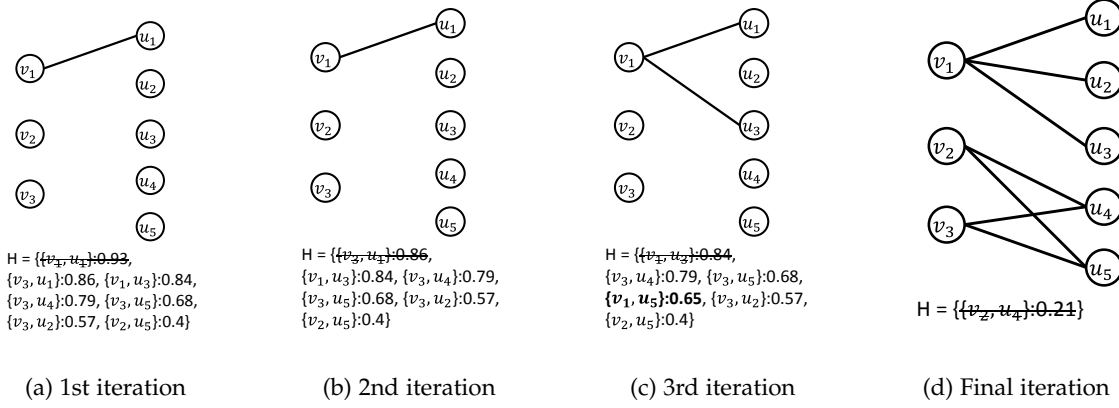 v₁
v₂
v₃
u₁
u₂
u₃
u₄
u₅
H = {{v₁, u₁}:0.93,
{v₃, u₁}:0.86, {v₁, u₃}:0.84,
{v₃, u₄}:0.79, {v₃, u₅}:0.68,
{v₃, u₂}:0.57, {v₂, u₅}:0.4}
(a) 1st iteration
v₁
v₂
v₃
u₁
u₂
u₃
u₄
u₅
H = {{v₃, u₁}:0.86,
{v₁, u₃}:0.84, {v₃, u₄}:0.79,
{v₃, u₅}:0.68, {v₃, u₂}:0.57,
{v₂, u₅}:0.4}
(b) 2nd iteration
v₁
v₂
v₃
u₁
u₂
u₃
u₄
u₅
H = {{v₁, u₃}:0.84,
{v₃, u₄}:0.79, {v₃, u₅}:0.68,
{v₁, u₅}:0.65, {v₃, u₂}:0.57,
{v₂, u₅}:0.4}
(c) 3rd iteration
v₁
v₂
v₃
u₁
u₂
u₃
u₄
u₅
H = {{v₂, u₄}:0.21}
(d) Final iteration